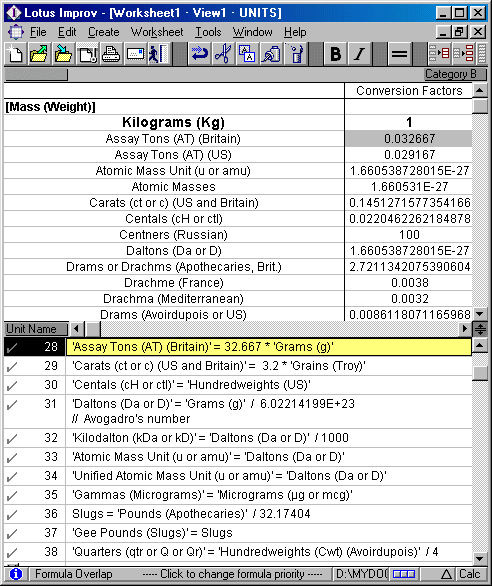 Lotus Improv - [Worksheet1 · View1 · UNITS]
File Edit Create Worksheet Tools Window Help
B I
Category B
Conversion Factors
[Mass (Weight)]
Kilograms (Kg) 1
Assay Tons (AT) (Britain) 0.032667
Assay Tons (AT) (US) 0.029167
Atomic Mass Unit (u or amu) 1.660538728015E-27
Atomic Masses 1.660531E-27
Carats (ct or c) (US and Britain) 0.1451271577354166
Centals (cH or ctl) 0.0220462262184878
Centners (Russian) 100
Daltons (Da or D) 1.660538728015E-27
Drams or Drachms (Apothecaries, Brit.) 2.7211342075390604
Drachme (France) 0.0038
Drachma (Mediterranean) 0.0032
Drams (Avoirdupois or US) 0.0086118071165968
Unit Name
28 'Assay Tons (AT) (Britain)' = 32.667 * 'Grams (g)'
29 'Carats (ct or c) (US and Britain)' = 3.2 * 'Grains (Troy)'
30 'Centals (cH or ctl)' = 'Hundredweights (US)'
31 'Daltons (Da or D)' = 'Grams (g)' / 6.02214199E+23
// Avogadro's number
32 'Kilodalton (kDa or kD)' = 'Daltons (Da or D)' / 1000
33 'Atomic Mass Unit (u or amu)' = 'Daltons (Da or D)'
34 'Unified Atomic Mass Unit (u or amu)' = 'Daltons (Da or D)'
35 'Gammas (Micrograms)' = 'Micrograms (µg or mcg)'
36 Slugs = 'Pounds (Apothecaries)' / 32.17404
37 'Gee Pounds (Slugs)' = Slugs
38 'Quarters (qtr or Q or Qr)' = 'Hundredweights (Cwt) (Avoirdupois)' / 4
Formula Overlap ----- Click to change formula priority ----- D:\MYDOC Calc